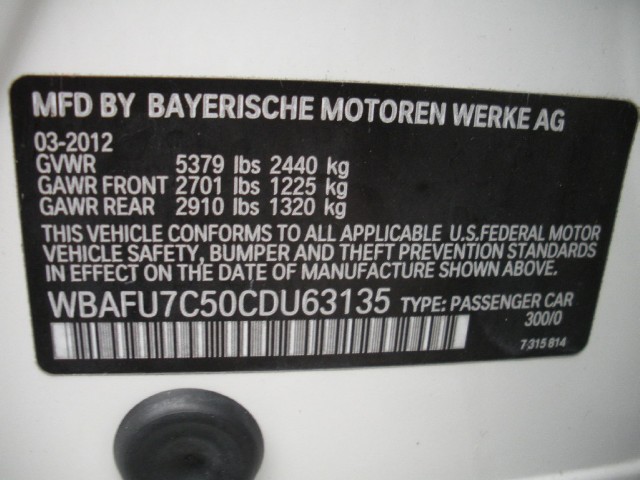 MFD BY BAYERISCHE MOTOREN WERKE AG
03-2012
GVWR 5379 lbs 2440 kg
GAWR FRONT 2701 lbs 1225 kg
GAWR REAR 2910 lbs 1320 kg
THIS VEHICLE CONFORMS TO ALL APPLICABLE U.S.FEDERAL MOTOR
VEHICLE SAFETY, BUMPER AND THEFT PREVENTION STANDARDS
IN EFFECT ON THE DATE OF MANUFACTURE SHOWN ABOVE.
WBAFU7C50CDU63135 TYPE: PASSENGER CAR
300/0
7 315 814